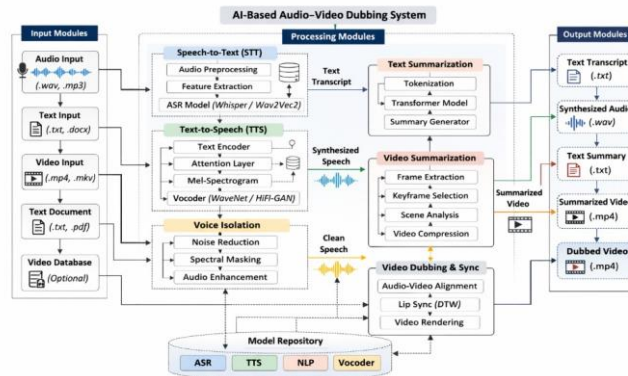 AI-Based Audio–Video Dubbing System
Input Modules
Audio Input
(.wav, .mp3)
Text Input
(.txt, .docx)
Video Input
(.mp4, .mkv)
Text Document
(.txt, .pdf)
Video Database
(Optional)
Processing Modules
Speech-to-Text (STT)
Audio Preprocessing
Feature Extraction
ASR Model (Whisper / Wav2Vec2)
Text-to-Speech (TTS)
Text Encoder
Attention Layer
Mel-Spectrogram
Vocoder (WaveNet / HiFi-GAN)
Voice Isolation
Noise Reduction
Spectral Masking
Audio Enhancement
Text
Transcript
Synthesized
Speech
Clean
Speech
Text Summarization
Tokenization
Transformer Model
Summary Generator
Video Summarization
Frame Extraction
Keyframe Selection
Scene Analysis
Video Compression
Video Dubbing & Sync
Audio-Video Alignment
Lip Sync (DTW)
Video Rendering
Summarized
Video
Model Repository
ASR
TTS
NLP
Vocoder
Output Modules
Text Transcript
(.txt)
Synthesized Audio
(.wav)
Text Summary
(.txt)
Summarized Video
(.mp4)
Dubbed Video
(.mp4)